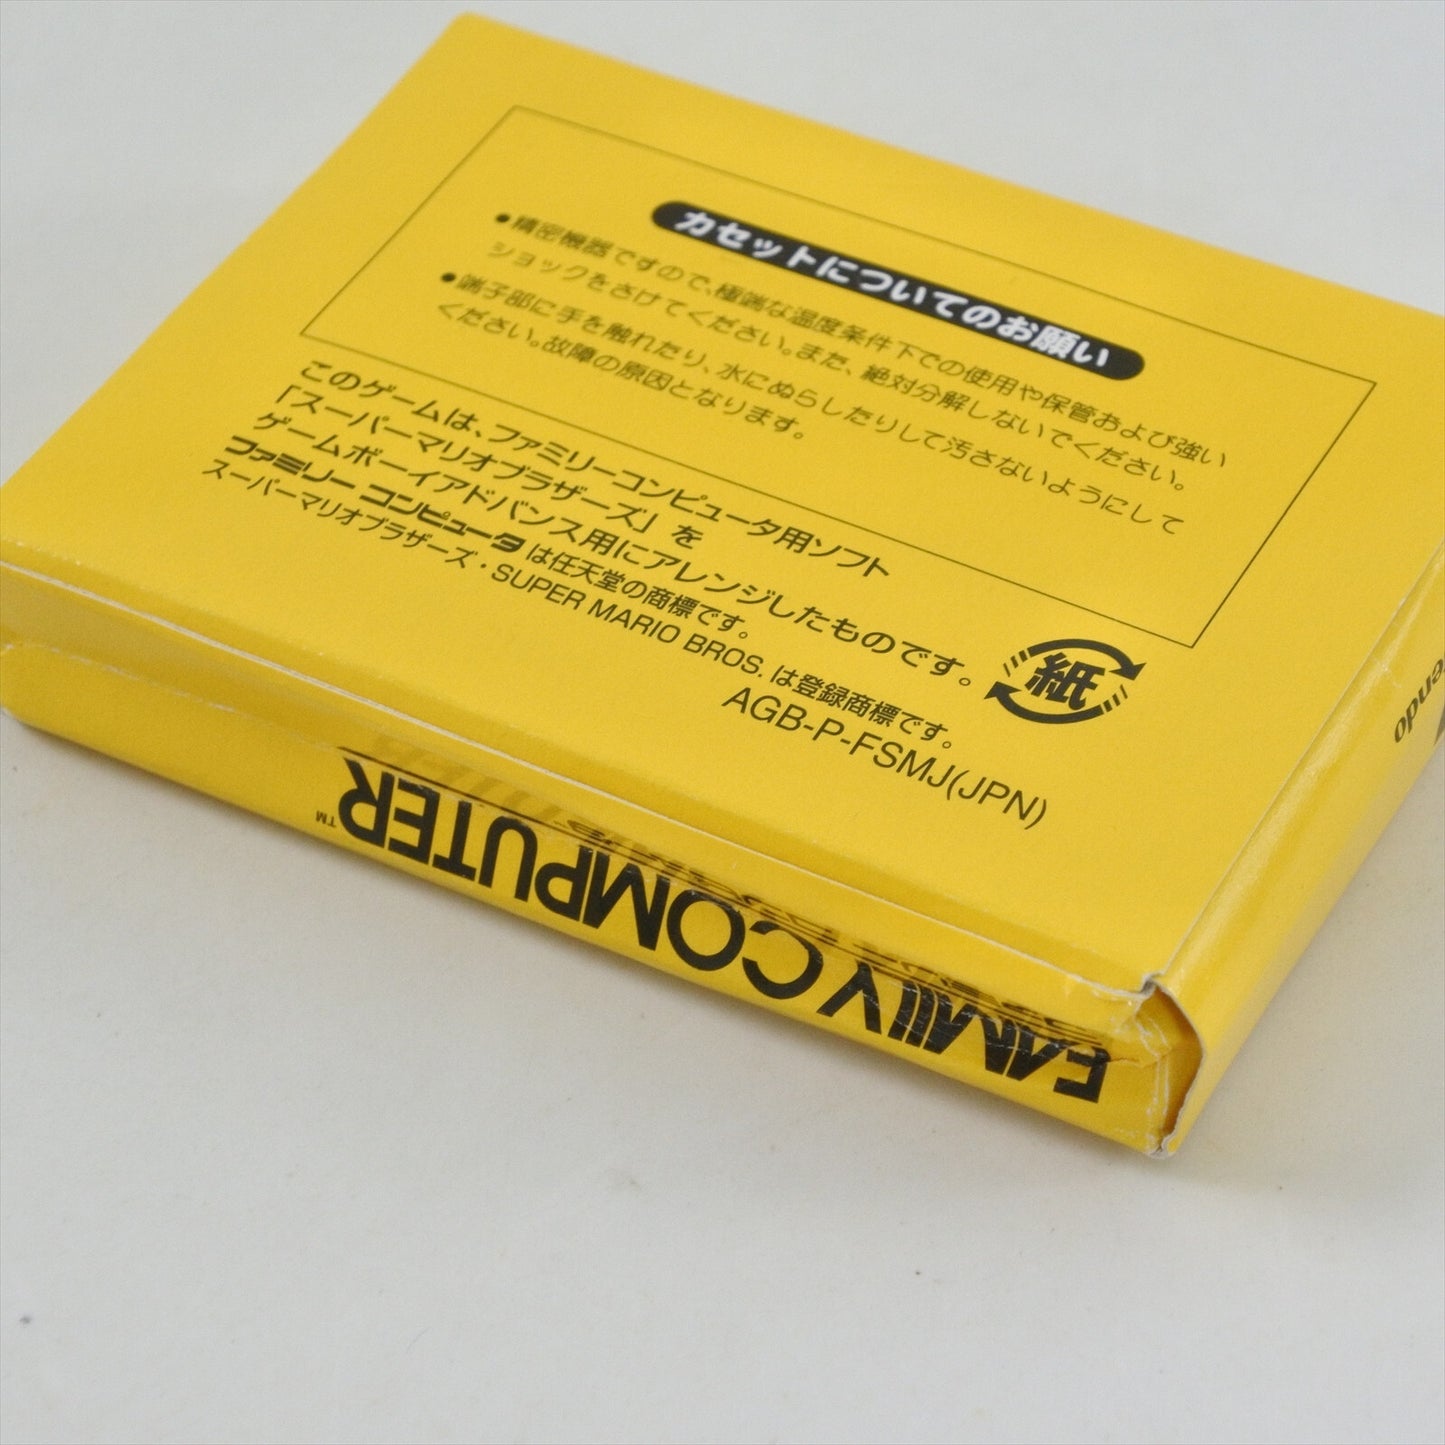 カセットについてのお願い
●精密機器ですので、極端な温度条件下での使用や保管および強い
ショックをさけてください。また、絶対分解しないでください。
●端子部に手を触れたり、水にぬらしたりして汚さないようにして
ください。故障の原因となります。
このゲームは、ファミリーコンピュータ用ソフト
「スーパーマリオブラザーズ」を
ゲームボーイアドバンス用にアレンジしたものです。
ファミリー コンピュータ は任天堂の商標です。
スーパーマリオブラザーズ・SUPER MARIO BROS. は登録商標です。
AGB-P-FSMJ(JPN)
紙
FAMILY COMPUTER™